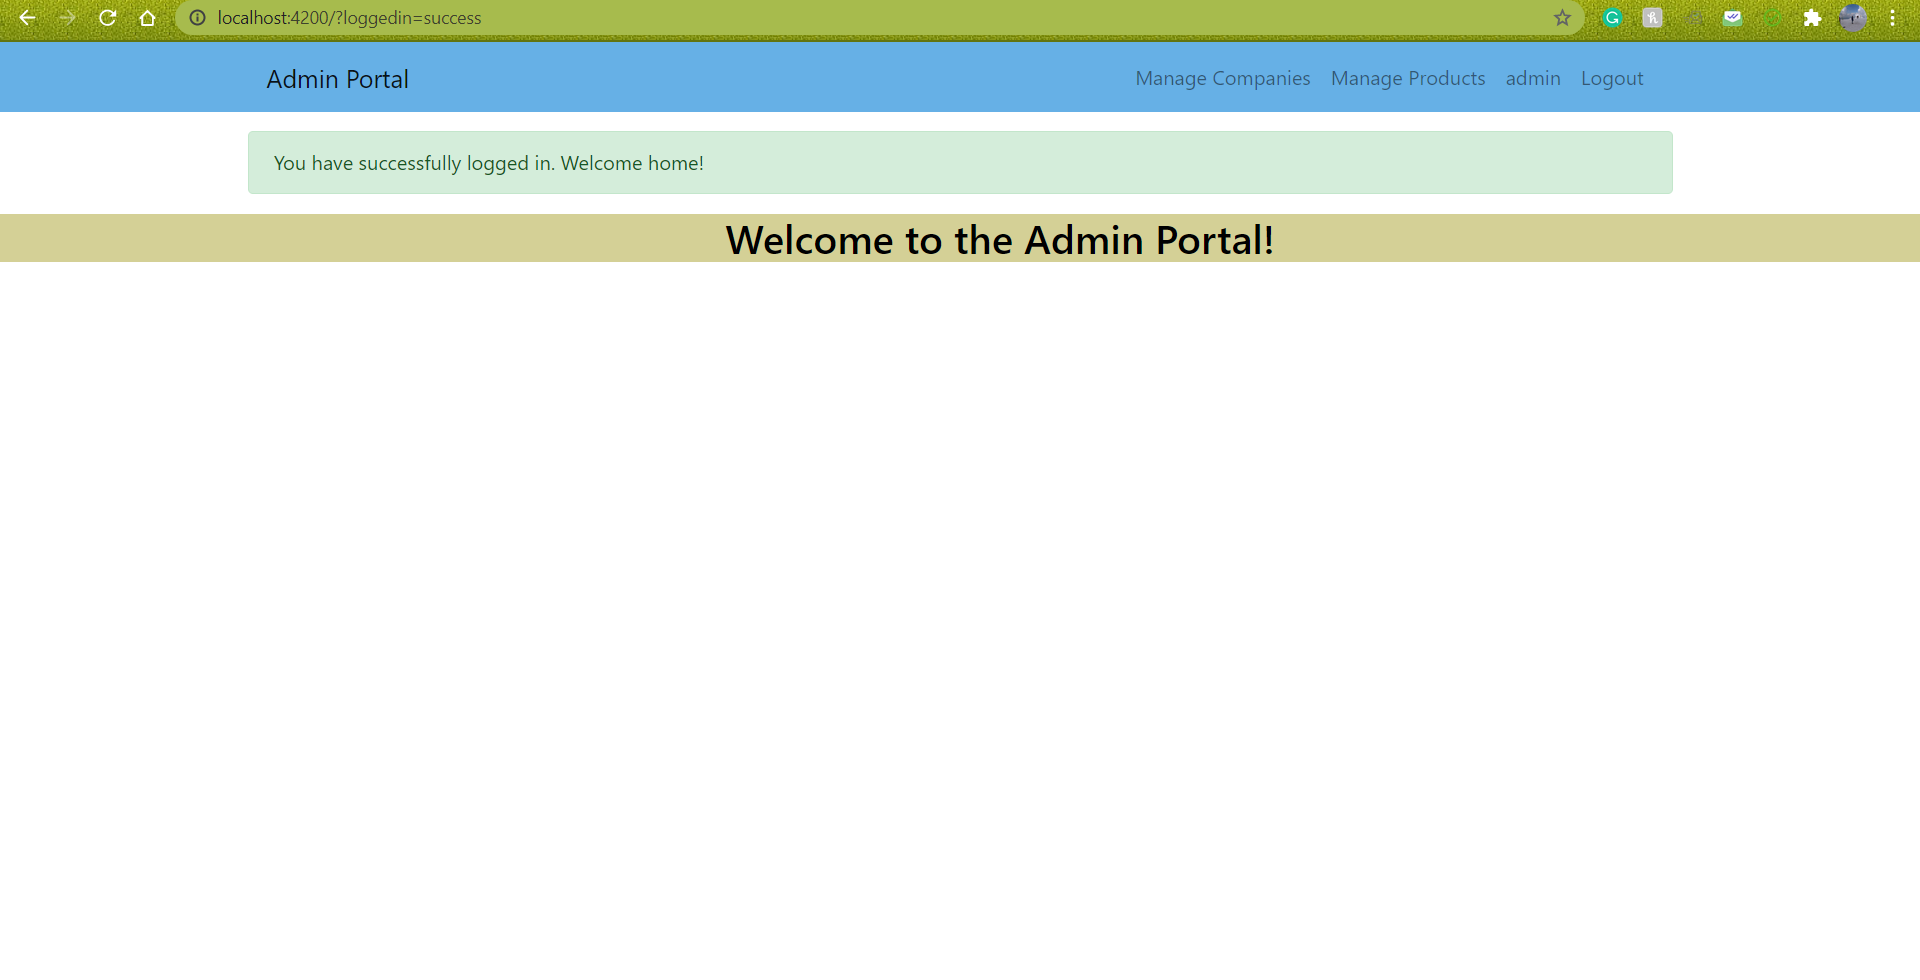 localhost:4200/?loggedin=success
Admin Portal Manage Companies Manage Products admin Logout
You have successfully logged in. Welcome home!
Welcome to the Admin Portal!